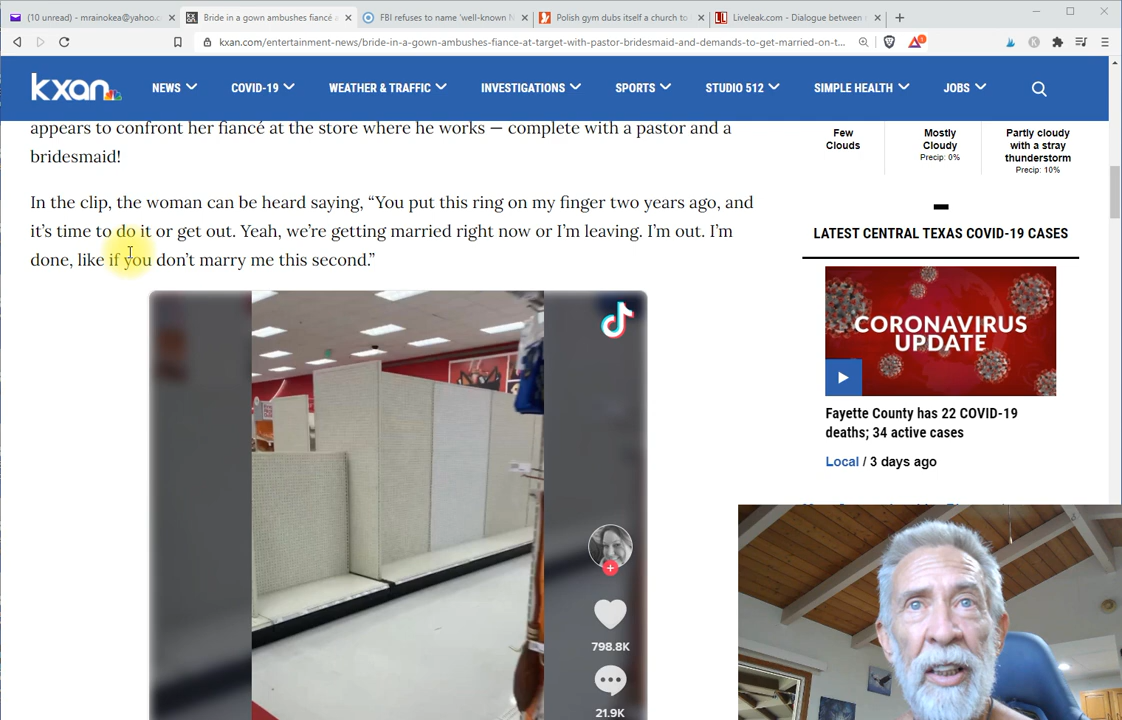 (10 unread) - mrainokea@yahoo.c
Bride in a gown ambushes fiancé a
FBI refuses to name 'well-known N
Polish gym dubs itself a church to
Liveleak.com - Dialogue between
kxan.com/entertainment-news/bride-in-a-gown-ambushes-fiance-at-target-with-pastor-bridesmaid-and-demands-to-get-married-on-t...
kxan
NEWS
COVID-19
WEATHER & TRAFFIC
INVESTIGATIONS
SPORTS
STUDIO 512
SIMPLE HEALTH
JOBS
appears to confront her fiancé at the store where he works — complete with a pastor and a
bridesmaid!
In the clip, the woman can be heard saying, “You put this ring on my finger two years ago, and
it’s time to do it or get out. Yeah, we’re getting married right now or I’m leaving. I’m out. I’m
done, like if you don’t marry me this second.”
798.8K
21.9K
Few
Clouds
Mostly
Cloudy
Precip: 0%
Partly cloudy
with a stray
thunderstorm
Precip: 10%
LATEST CENTRAL TEXAS COVID-19 CASES
CORONAVIRUS
UPDATE
Fayette County has 22 COVID-19
deaths; 34 active cases
Local / 3 days ago